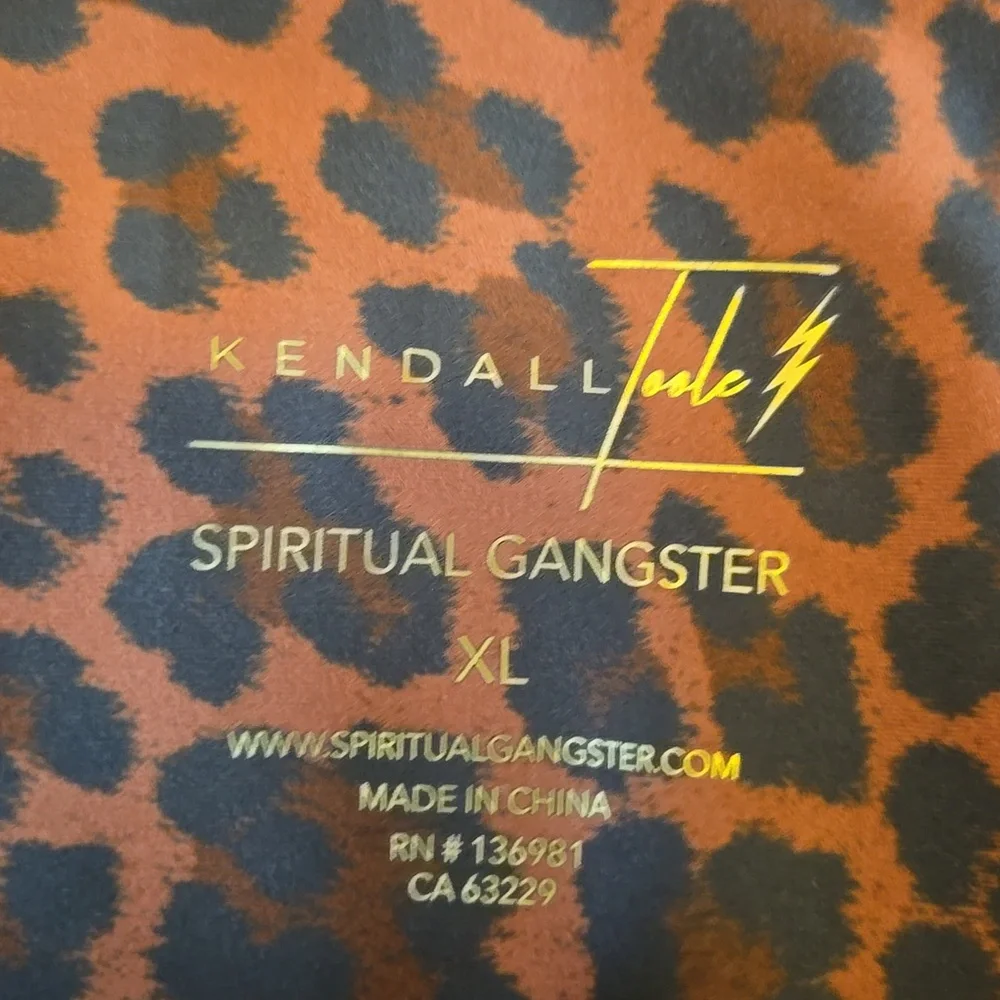 KENDALL Toole
SPIRITUAL GANGSTER
XL
WWW.SPIRITUALGANGSTER.COM
MADE IN CHINA
RN # 136981
CA 63229